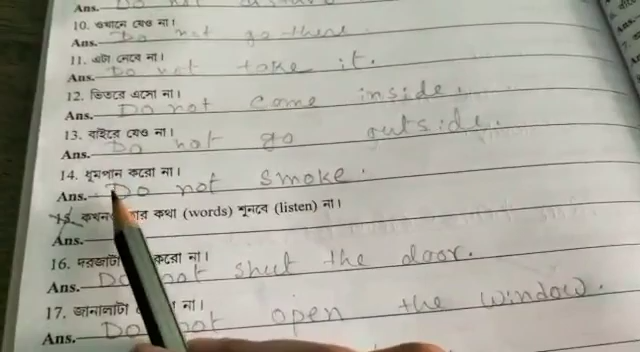 Ans. Do not
10. ওখানে যেও না।
Ans. Do not go there.
11. এটা নেবে না।
Ans. Do not take it.
12. ভিতরে এসো না।
Ans. Do not come inside.
13. বাইরে যেও না।
Ans. Do not go outside.
14. ধূমপান করো না।
Ans. Do not smoke.
15. কথা (words) শুনবে (listen) না।
Ans.
16. দরজাটা করো না।
Ans. Do not shut the door.
17. জানালাটা না।
Ans. Do not open the window.